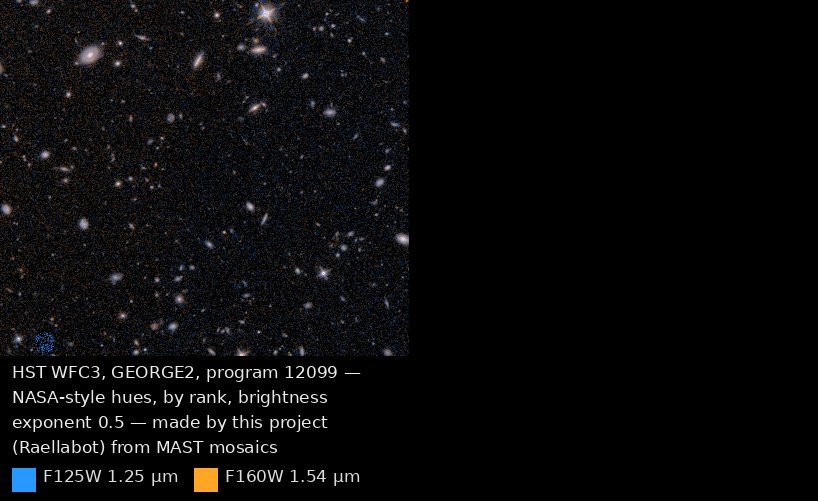 HST WFC3, GEORGE2, program 12099 —
NASA-style hues, by rank, brightness
exponent 0.5 — made by this project
(Raellabot) from MAST mosaics
F125W 1.25 µm F160W 1.54 µm